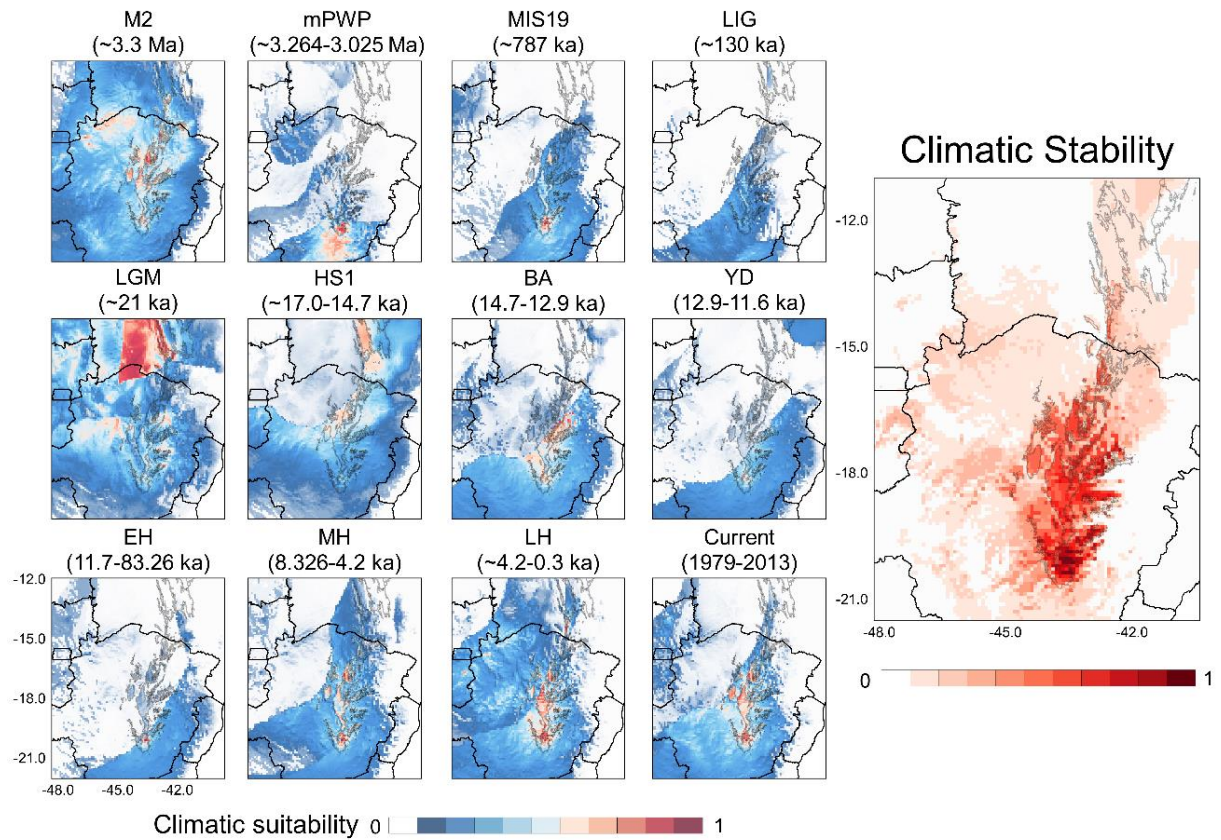 M2
(~3.3 Ma)
mPWP
(~3.264-3.025 Ma)
MIS19
(~787 ka)
LIG
(~130 ka)
Climatic Stability
-12.0
-15.0
-18.0
-21.0
-48.0 -45.0 -42.0
0 1
LGM
(~21 ka)
HS1
(~17.0-14.7 ka)
BA
(14.7-12.9 ka)
YD
(12.9-11.6 ka)
EH
(11.7-83.26 ka)
MH
(8.326-4.2 ka)
LH
(~4.2-0.3 ka)
Current
(1979-2013)
-12.0
-15.0
-18.0
-21.0
-48.0 -45.0 -42.0
Climatic suitability 0 1